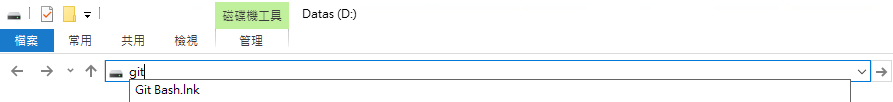 磁碟機工具 Datas (D:)
檔案 常用 共用 檢視 管理
git
Git Bash.lnk